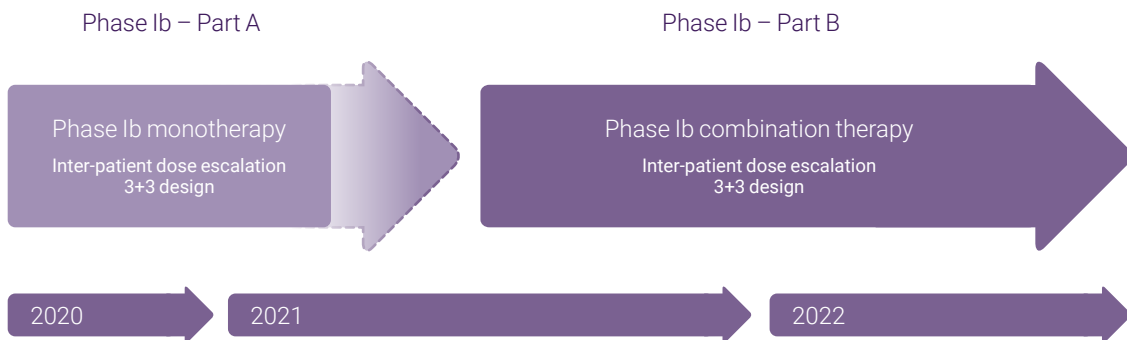 Phase Ib – Part A
Phase Ib – Part B
Phase Ib monotherapy
Inter-patient dose escalation
3+3 design
Phase Ib combination therapy
Inter-patient dose escalation
3+3 design
2020
2021
2022